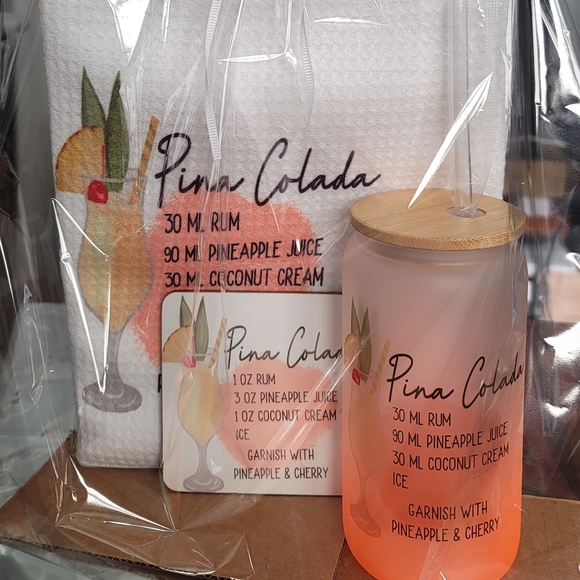 Pina Colada
30 ML RUM
90 ML PINEAPPLE JUICE
30 ML COCONUT CREAM
Pina Colad
1 OZ RUM
3 OZ PINEAPPLE JUICE
1 OZ COCONUT CREAM
ICE
GARNISH WITH
PINEAPPLE & CHERRY
Pina Colada
30 ML RUM
90 ML PINEAPPLE JUICE
30 ML COCONUT CREAM
ICE
GARNISH WITH
PINEAPPLE & CHERRY